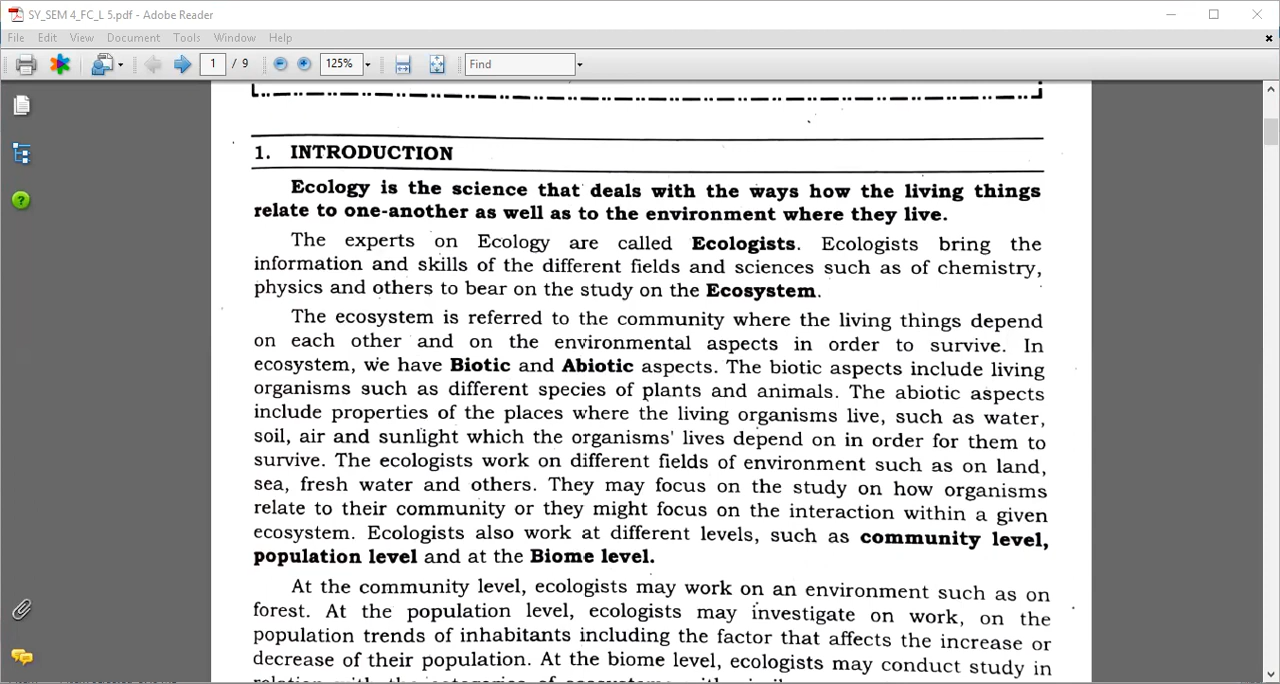 SY_SEM 4_FC_L 5.pdf - Adobe Reader
File Edit View Document Tools Window Help
1 / 9 125% Find
1. INTRODUCTION
Ecology is the science that deals with the ways how the living things
relate to one-another as well as to the environment where they live.
The experts on Ecology are called Ecologists. Ecologists bring the
information and skills of the different fields and sciences such as of chemistry,
physics and others to bear on the study on the Ecosystem.
The ecosystem is referred to the community where the living things depend
on each other and on the environmental aspects in order to survive. In
ecosystem, we have Biotic and Abiotic aspects. The biotic aspects include living
organisms such as different species of plants and animals. The abiotic aspects
include properties of the places where the living organisms live, such as water,
soil, air and sunlight which the organisms' lives depend on in order for them to
survive. The ecologists work on different fields of environment such as on land,
sea, fresh water and others. They may focus on the study on how organisms
relate to their community or they might focus on the interaction within a given
ecosystem. Ecologists also work at different levels, such as community level,
population level and at the Biome level.
At the community level, ecologists may work on an environment such as on
forest. At the population level, ecologists may investigate on work, on the
population trends of inhabitants including the factor that affects the increase or
decrease of their population. At the biome level, ecologists may conduct study in